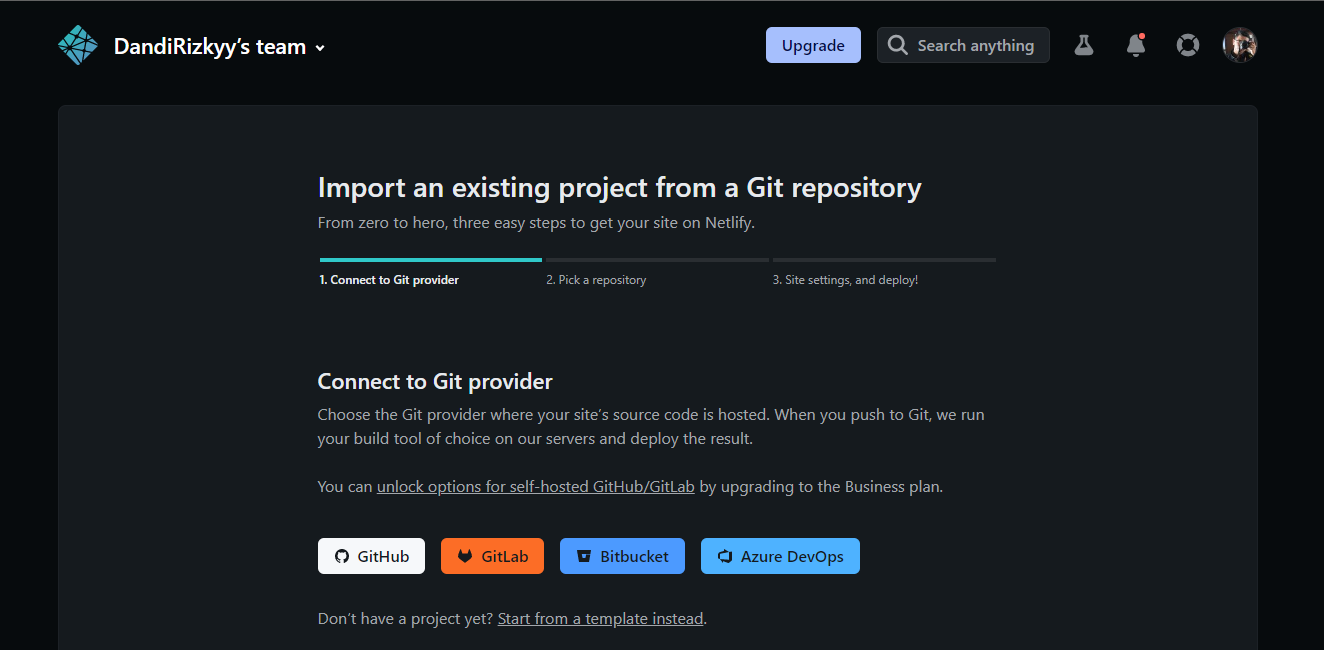 DandiRizkyy's team
Upgrade
Search anything
Import an existing project from a Git repository
From zero to hero, three easy steps to get your site on Netlify.
1. Connect to Git provider
2. Pick a repository
3. Site settings, and deploy!
Connect to Git provider
Choose the Git provider where your site's source code is hosted. When you push to Git, we run
your build tool of choice on our servers and deploy the result.
You can unlock options for self-hosted GitHub/GitLab by upgrading to the Business plan.
GitHub
GitLab
Bitbucket
Azure DevOps
Don't have a project yet? Start from a template instead.